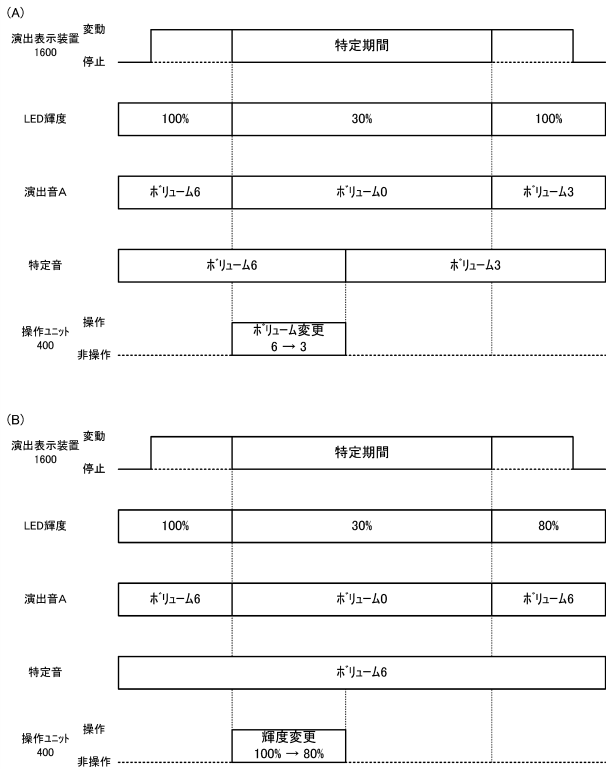 (A)
変動
演出表示装置
1600
停止
特定期間
LED輝度
100%
30%
100%
演出音A
ボリューム6
ボリューム0
ボリューム3
特定音
ボリューム6
ボリューム3
操作
操作ユニット
400
非操作
ボリューム変更
6 → 3
(B)
変動
演出表示装置
1600
停止
特定期間
LED輝度
100%
30%
80%
演出音A
ボリューム6
ボリューム0
ボリューム6
特定音
ボリューム6
操作
操作ユニット
400
非操作
輝度変更
100% → 80%